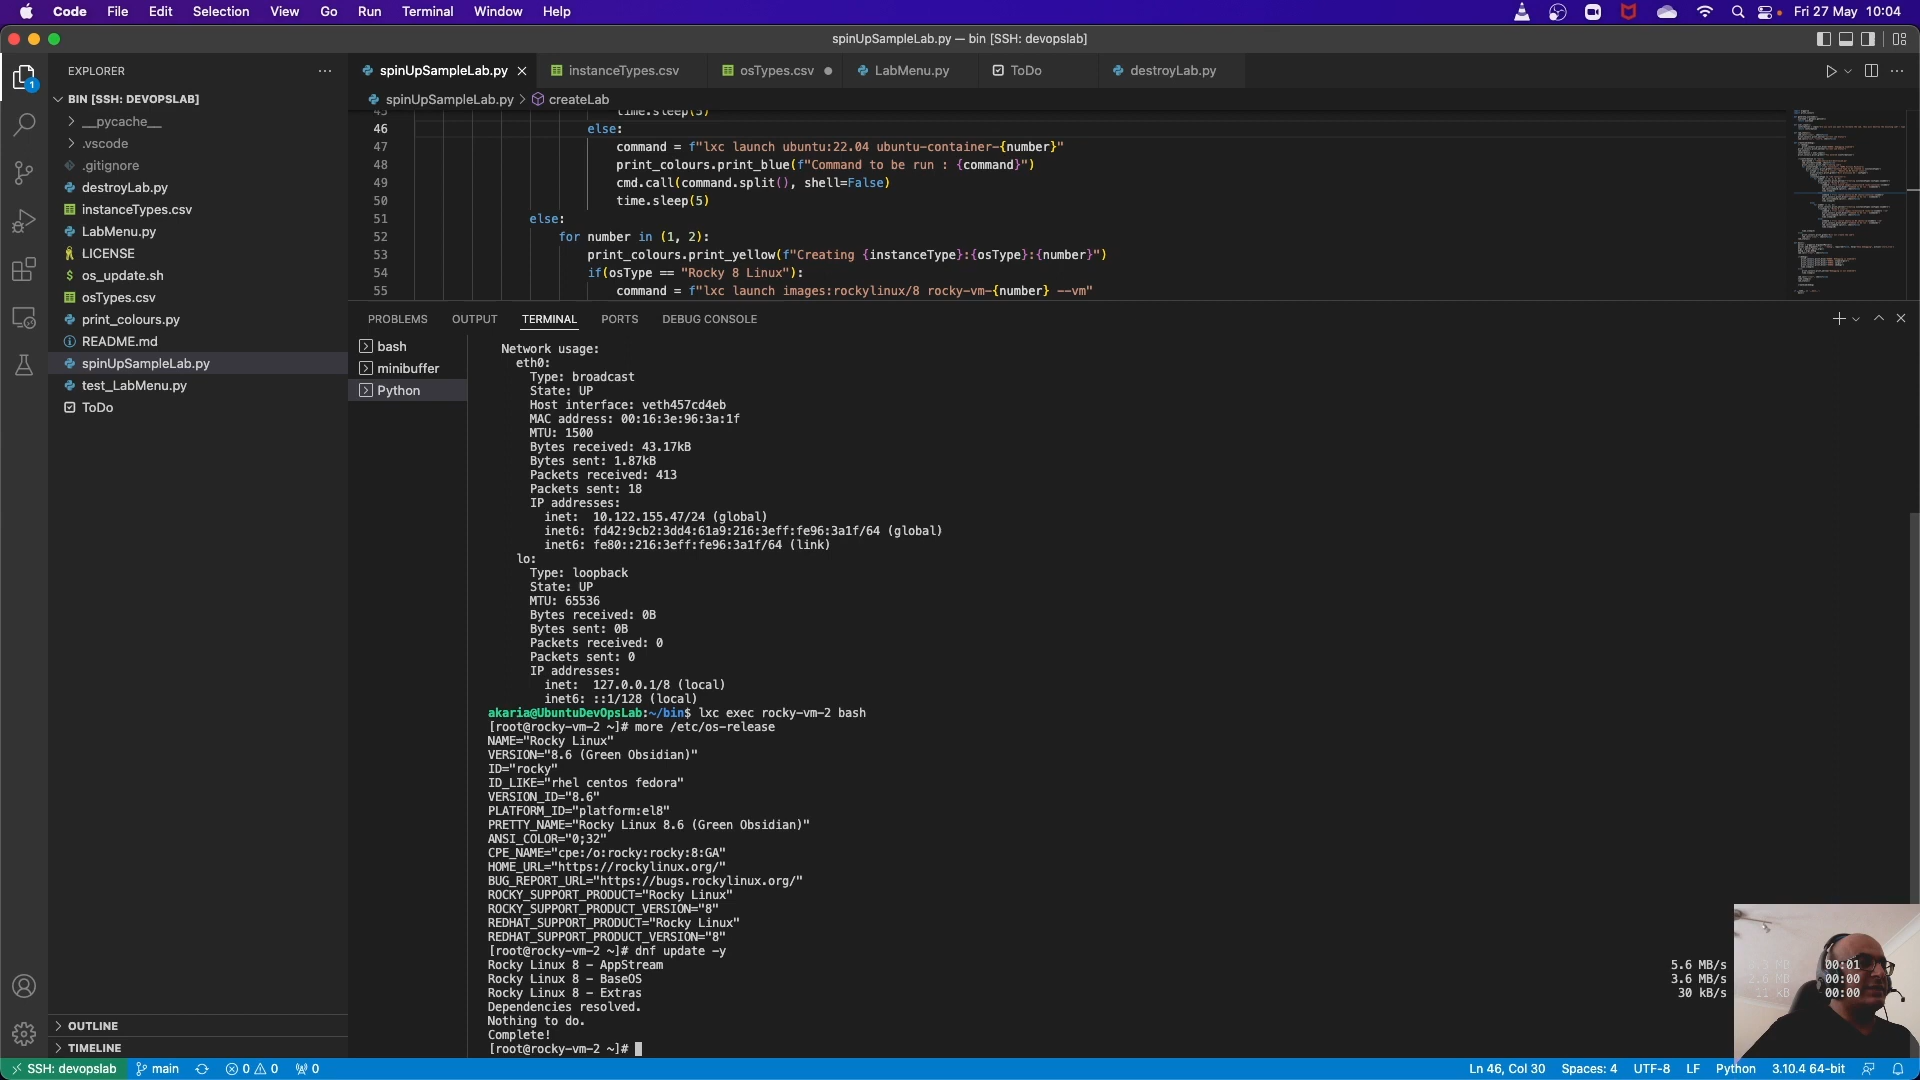 Code File Edit Selection View Go Run Terminal Window Help Fri 27 May 10:04
spinUpSampleLab.py — bin [SSH: devopslab]
EXPLORER
spinUpSampleLab.py instanceTypes.csv osTypes.csv LabMenu.py ToDo destroyLab.py
BIN [SSH: DEVOPSLAB]
spinUpSampleLab.py > createLab
__pycache__
.vscode
.gitignore
destroyLab.py
instanceTypes.csv
LabMenu.py
LICENSE
os_update.sh
osTypes.csv
print_colours.py
README.md
spinUpSampleLab.py
test_LabMenu.py
ToDo
OUTLINE
TIMELINE
45 time.sleep(5)
46 else:
47 command = f"lxc launch ubuntu:22.04 ubuntu-container-{number}"
48 print_colours.print_blue(f"Command to be run : {command}")
49 cmd.call(command.split(), shell=False)
50 time.sleep(5)
51 else:
52 for number in (1, 2):
53 print_colours.print_yellow(f"Creating {instanceType}:{osType}:{number}")
54 if(osType == "Rocky 8 Linux"):
55 command = f"lxc launch images:rockylinux/8 rocky-vm-{number} --vm"
PROBLEMS OUTPUT TERMINAL PORTS DEBUG CONSOLE
bash
minibuffer
Python
Network usage:
eth0:
Type: broadcast
State: UP
Host interface: veth457cd4eb
MAC address: 00:16:3e:96:3a:1f
MTU: 1500
Bytes received: 43.17kB
Bytes sent: 1.87kB
Packets received: 413
Packets sent: 18
IP addresses:
inet: 10.122.155.47/24 (global)
inet6: fd42:9cb2:3dd4:61a9:216:3eff:fe96:3a1f/64 (global)
inet6: fe80::216:3eff:fe96:3a1f/64 (link)
lo:
Type: loopback
State: UP
MTU: 65536
Bytes received: 0B
Bytes sent: 0B
Packets received: 0
Packets sent: 0
IP addresses:
inet: 127.0.0.1/8 (local)
inet6: ::1/128 (local)
akaria@UbuntuDevOpsLab:~/bin$ lxc exec rocky-vm-2 bash
[root@rocky-vm-2 ~]# more /etc/os-release
NAME="Rocky Linux"
VERSION="8.6 (Green Obsidian)"
ID="rocky"
ID_LIKE="rhel centos fedora"
VERSION_ID="8.6"
PLATFORM_ID="platform:el8"
PRETTY_NAME="Rocky Linux 8.6 (Green Obsidian)"
ANSI_COLOR="0;32"
CPE_NAME="cpe:/o:rocky:rocky:8:GA"
HOME_URL="https://rockylinux.org/"
BUG_REPORT_URL="https://bugs.rockylinux.org/"
ROCKY_SUPPORT_PRODUCT="Rocky Linux"
ROCKY_SUPPORT_PRODUCT_VERSION="8"
REDHAT_SUPPORT_PRODUCT="Rocky Linux"
REDHAT_SUPPORT_PRODUCT_VERSION="8"
[root@rocky-vm-2 ~]# dnf update -y
Rocky Linux 8 - AppStream 5.6 MB/s 00:01
Rocky Linux 8 - BaseOS 3.6 MB/s 00:00
Rocky Linux 8 - Extras 30 kB/s 11 kB 00:00
Dependencies resolved.
Nothing to do.
Complete!
[root@rocky-vm-2 ~]#
SSH: devopslab main 0 0 0 Ln 46, Col 30 Spaces: 4 UTF-8 LF Python 3.10.4 64-bit